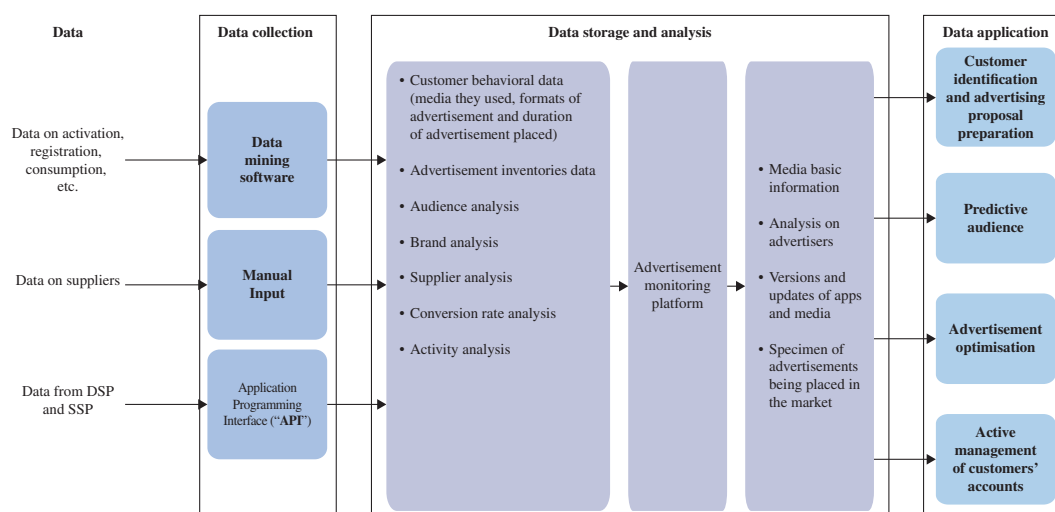 Data
Data on activation,
registration,
consumption,
etc.
Data on suppliers
Data from DSP
and SSP
Data collection
Data
mining
software
Manual
Input
Application
Programming
Interface (“API”)
Data storage and analysis
• Customer behavioral data
(media they used, formats of
advertisement and duration
of advertisement placed)
• Advertisement inventories data
• Audience analysis
• Brand analysis
• Supplier analysis
• Conversion rate analysis
• Activity analysis
Advertisement
monitoring
platform
• Media basic
information
• Analysis on
advertisers
• Versions and
updates of apps
and media
• Specimen of
advertisements
being placed in
the market
Data application
Customer
identification
and advertising
proposal
preparation
Predictive
audience
Advertisement
optimisation
Active
management
of customers’
accounts